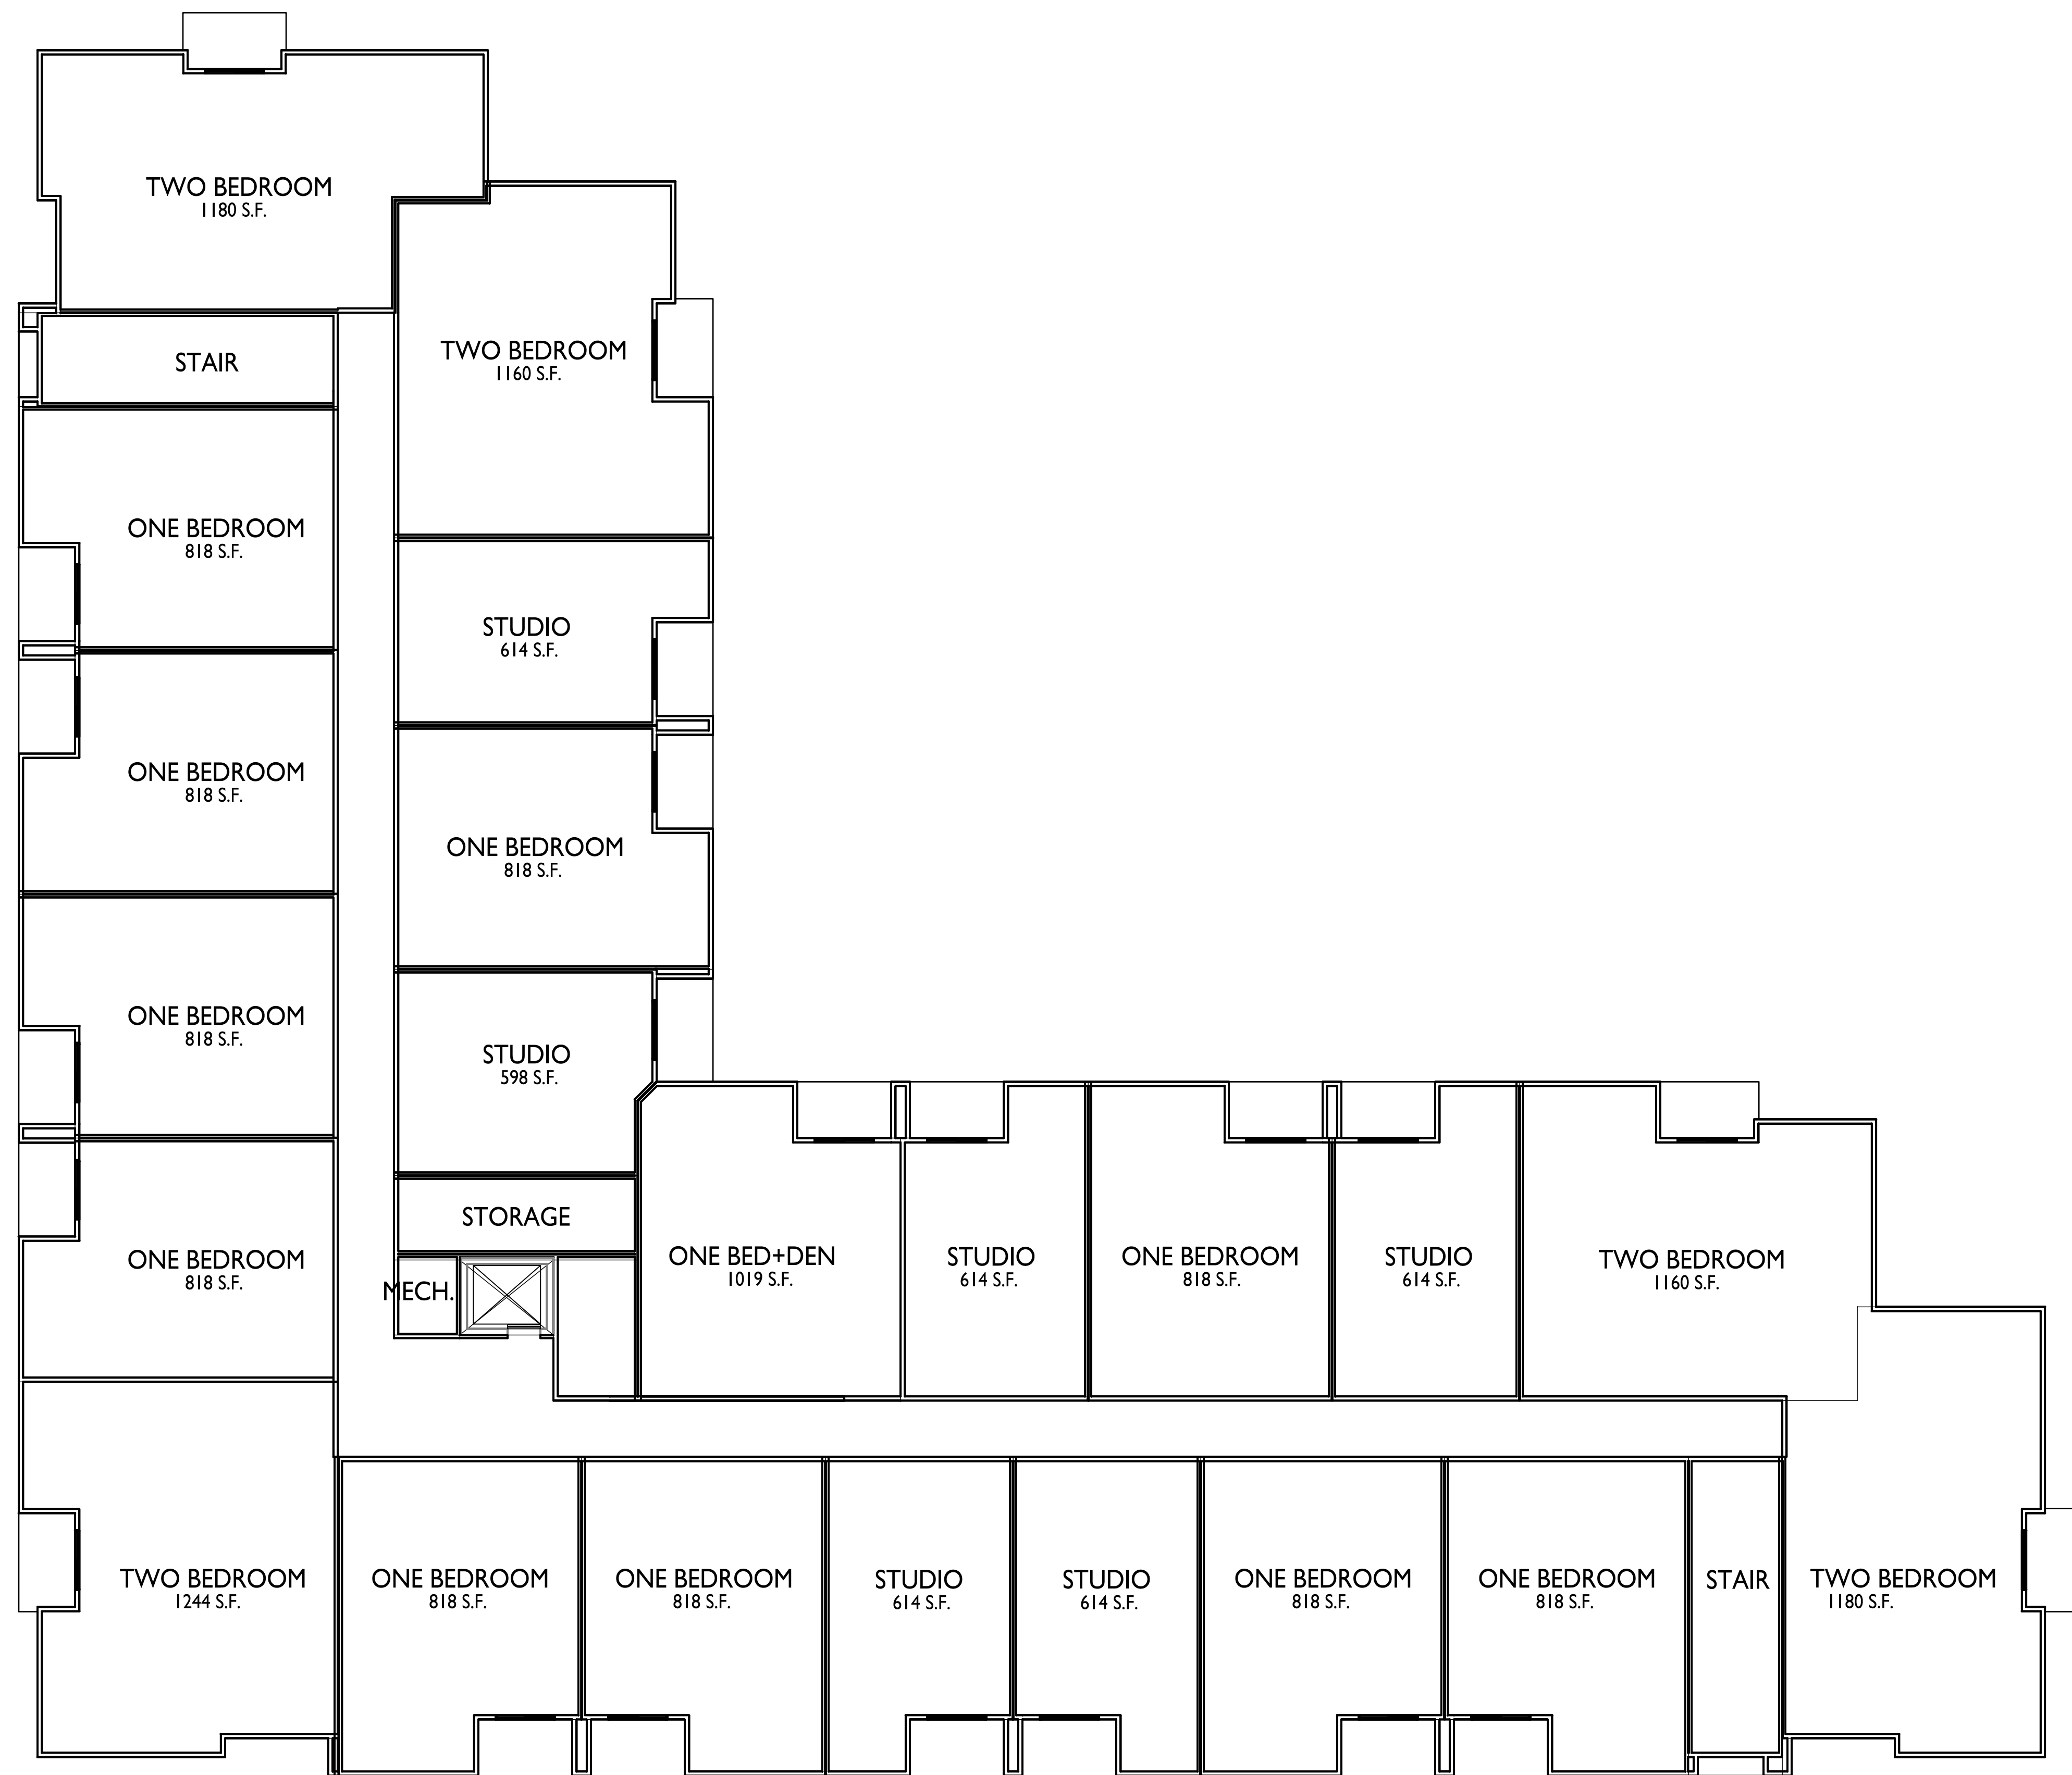 TWO BEDROOM
1180 S.F.
TWO BEDROOM
1160 S.F.
STAIR
ONE BEDROOM
818 S.F.
STUDIO
614 S.F.
ONE BEDROOM
818 S.F.
ONE BEDROOM
818 S.F.
ONE BEDROOM
818 S.F.
STUDIO
598 S.F.
STORAGE
ONE BEDROOM
818 S.F.
MECH.
ONE BED+DEN
1019 S.F.
STUDIO
614 S.F.
ONE BEDROOM
818 S.F.
STUDIO
614 S.F.
TWO BEDROOM
1160 S.F.
TWO BEDROOM
1244 S.F.
ONE BEDROOM
818 S.F.
ONE BEDROOM
818 S.F.
STUDIO
614 S.F.
STUDIO
614 S.F.
ONE BEDROOM
818 S.F.
ONE BEDROOM
818 S.F.
STAIR
TWO BEDROOM
1180 S.F.